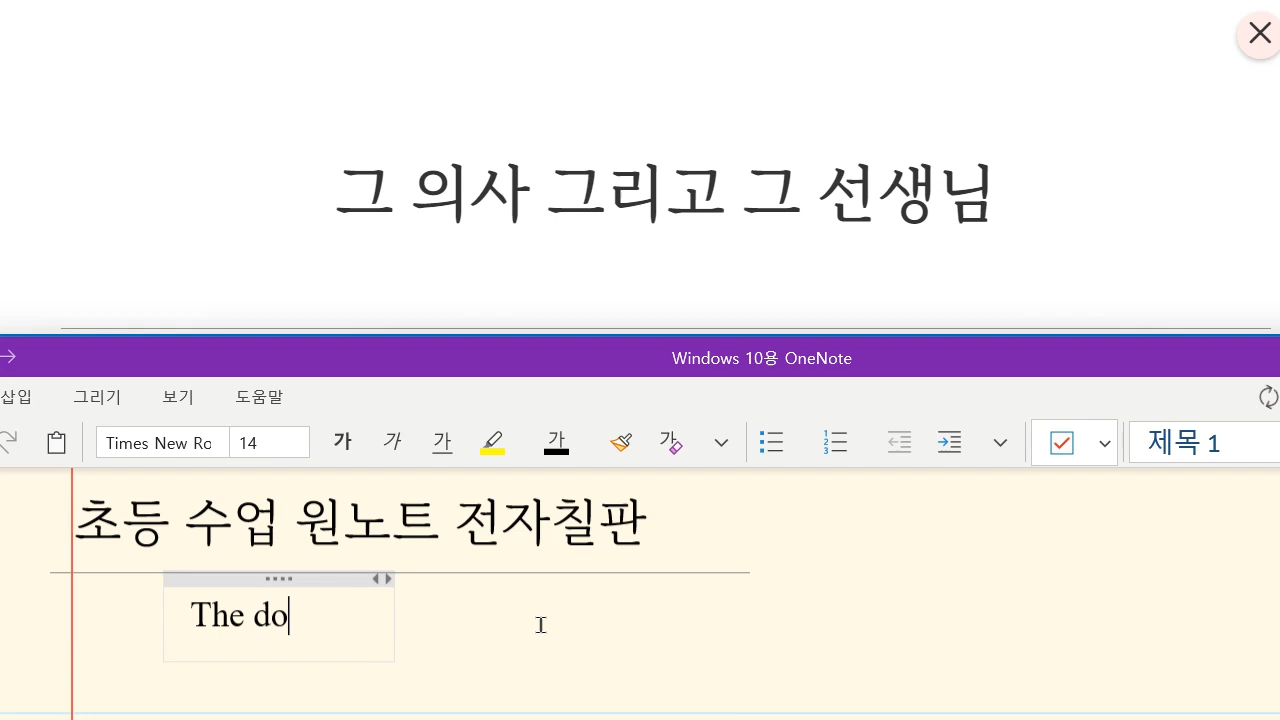 그 의사 그리고 그 선생님
Windows 10용 OneNote
삽입 그리기 보기 도움말
Times New Ro 14 가 가 가 가 가 제목 1
초등 수업 원노트 전자칠판
The do